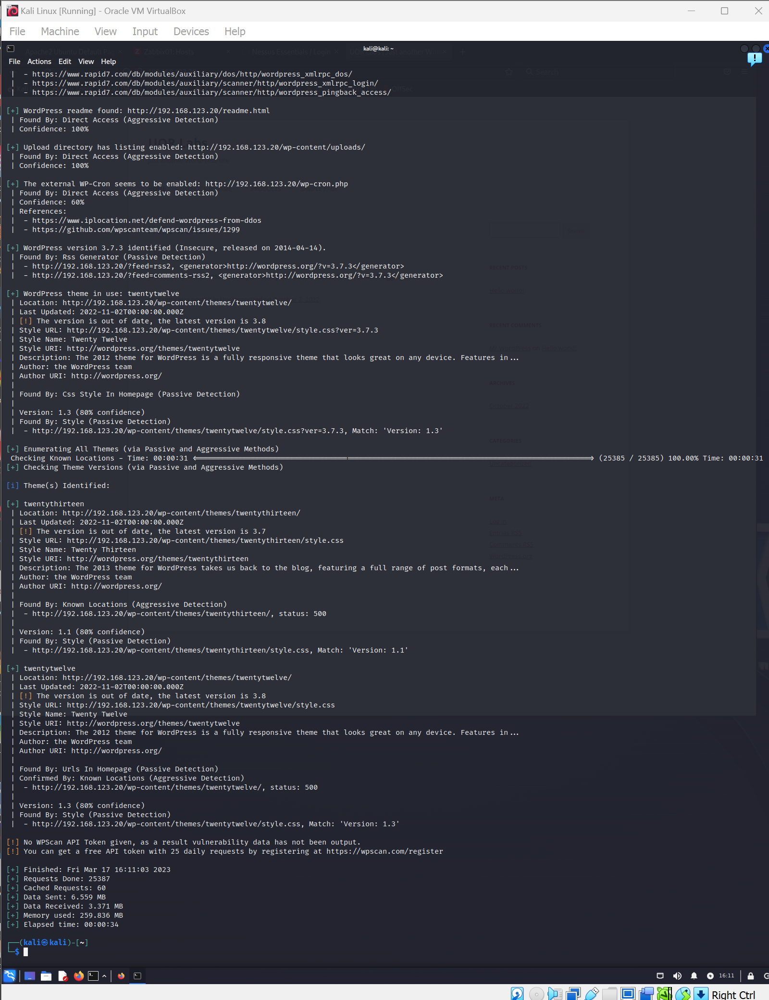 Kali Linux [Running] - Oracle VM VirtualBox
File Machine View Input Devices Help
Apache2 Ubuntu Default Zabbix01: Hosts Nessus Essentials / Login
kali@kali: ~
File Actions Edit View Help
|  - https://www.rapid7.com/db/modules/auxiliary/dos/http/wordpress_xmlrpc_dos/
|  - https://www.rapid7.com/db/modules/auxiliary/scanner/http/wordpress_xmlrpc_login/
|  - https://www.rapid7.com/db/modules/auxiliary/scanner/http/wordpress_pingback_access/
[+] WordPress readme found: http://192.168.123.20/readme.html
| Found By: Direct Access (Aggressive Detection)
| Confidence: 100%
[+] Upload directory has listing enabled: http://192.168.123.20/wp-content/uploads/
| Found By: Direct Access (Aggressive Detection)
| Confidence: 100%
[+] The external WP-Cron seems to be enabled: http://192.168.123.20/wp-cron.php
| Found By: Direct Access (Aggressive Detection)
| Confidence: 60%
| References:
|  - https://www.iplocation.net/defend-wordpress-from-ddos
|  - https://github.com/wpscanteam/wpscan/issues/1299
[+] WordPress version 3.7.3 identified (Insecure, released on 2014-04-14).
| Found By: Rss Generator (Passive Detection)
|  - http://192.168.123.20/?feed=rss2, <generator>http://wordpress.org/?v=3.7.3</generator>
|  - http://192.168.123.20/?feed=comments-rss2, <generator>http://wordpress.org/?v=3.7.3</generator>
[+] WordPress theme in use: twentytwelve
| Location: http://192.168.123.20/wp-content/themes/twentytwelve/
| Last Updated: 2022-11-02T00:00:00.000Z
| [!] The version is out of date, the latest version is 3.8
| Style URL: http://192.168.123.20/wp-content/themes/twentytwelve/style.css?ver=3.7.3
| Style Name: Twenty Twelve
| Style URI: http://wordpress.org/themes/twentytwelve
| Description: The 2012 theme for WordPress is a fully responsive theme that looks great on any device. Features in...
| Author: the WordPress team
| Author URI: http://wordpress.org/
|
| Found By: Css Style In Homepage (Passive Detection)
|
| Version: 1.3 (80% confidence)
| Found By: Style (Passive Detection)
|  - http://192.168.123.20/wp-content/themes/twentytwelve/style.css?ver=3.7.3, Match: 'Version: 1.3'
[+] Enumerating All Themes (via Passive and Aggressive Methods)
Checking Known Locations - Time: 00:00:31 (25385 / 25385) 100.00% Time: 00:00:31
[+] Checking Theme Versions (via Passive and Aggressive Methods)
[i] Theme(s) Identified:
[+] twentythirteen
| Location: http://192.168.123.20/wp-content/themes/twentythirteen/
| Last Updated: 2022-11-02T00:00:00.000Z
| [!] The version is out of date, the latest version is 3.7
| Style URL: http://192.168.123.20/wp-content/themes/twentythirteen/style.css
| Style Name: Twenty Thirteen
| Style URI: http://wordpress.org/themes/twentythirteen
| Description: The 2013 theme for WordPress takes us back to the blog, featuring a full range of post formats, each...
| Author: the WordPress team
| Author URI: http://wordpress.org/
|
| Found By: Known Locations (Aggressive Detection)
|  - http://192.168.123.20/wp-content/themes/twentythirteen/, status: 500
|
| Version: 1.1 (80% confidence)
| Found By: Style (Passive Detection)
|  - http://192.168.123.20/wp-content/themes/twentythirteen/style.css, Match: 'Version: 1.1'
[+] twentytwelve
| Location: http://192.168.123.20/wp-content/themes/twentytwelve/
| Last Updated: 2022-11-02T00:00:00.000Z
| [!] The version is out of date, the latest version is 3.8
| Style URL: http://192.168.123.20/wp-content/themes/twentytwelve/style.css
| Style Name: Twenty Twelve
| Style URI: http://wordpress.org/themes/twentytwelve
| Description: The 2012 theme for WordPress is a fully responsive theme that looks great on any device. Features in...
| Author: the WordPress team
| Author URI: http://wordpress.org/
|
| Found By: Urls In Homepage (Passive Detection)
| Confirmed By: Known Locations (Aggressive Detection)
|  - http://192.168.123.20/wp-content/themes/twentytwelve/, status: 500
|
| Version: 1.3 (80% confidence)
| Found By: Style (Passive Detection)
|  - http://192.168.123.20/wp-content/themes/twentytwelve/style.css, Match: 'Version: 1.3'
[!] No WPScan API Token given, as a result vulnerability data has not been output.
[!] You can get a free API token with 25 daily requests by registering at https://wpscan.com/register
[+] Finished: Fri Mar 17 16:11:03 2023
[+] Requests Done: 25387
[+] Cached Requests: 60
[+] Data Sent: 6.559 MB
[+] Data Received: 3.371 MB
[+] Memory used: 259.836 MB
[+] Elapsed time: 00:00:34
┌──(kali㉿kali)-[~]
└─$
16:11
Right Ctrl